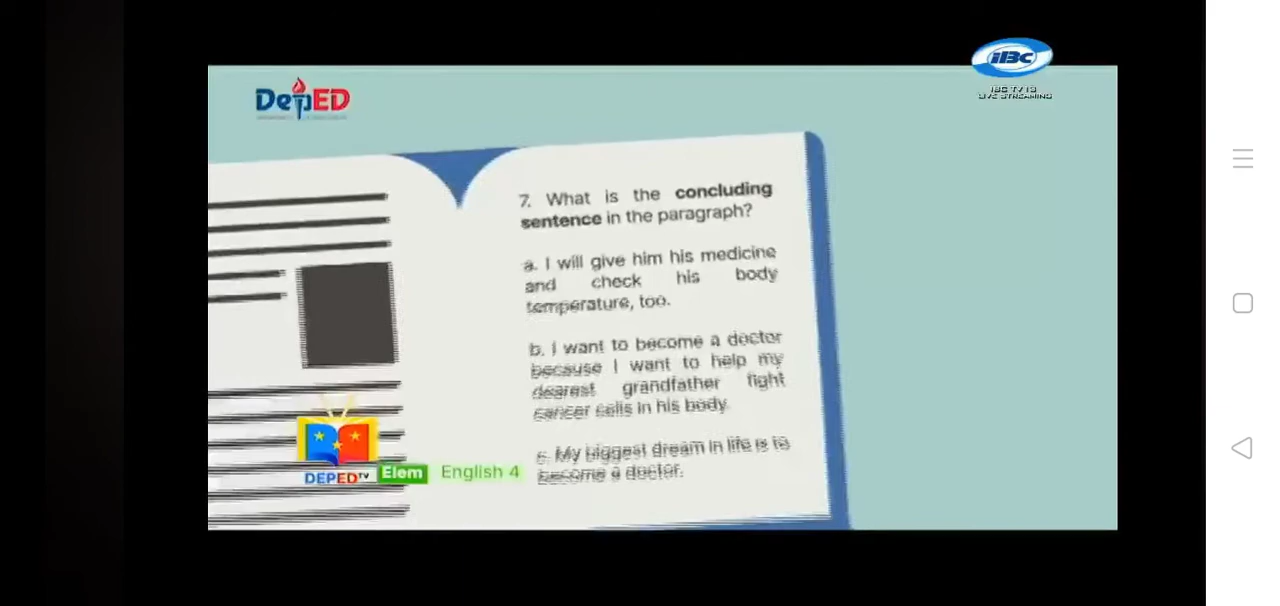 iBC
IBC TV 13
LIVE STREAMING
DepED
7. What is the concluding
sentence in the paragraph?
a. I will give him his medicine
and check his body
temperature, too.
b. I want to become a doctor
because I want to help my
dearest grandfather fight
cancer cells in his body.
c. My biggest dream in life is to
become a doctor.
DEPED TV Elem English 4